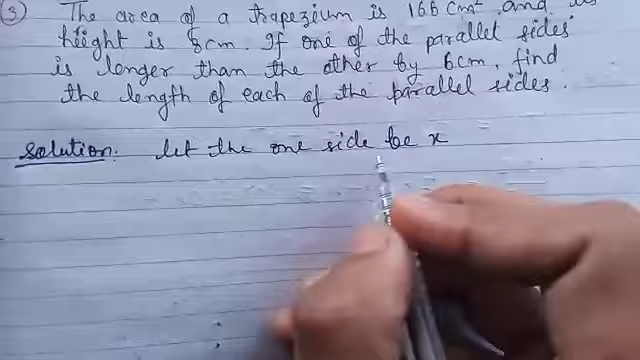 (3) The area of a trapezium is 166 cm² and its
height is 8cm. If one of the parallel sides
is longer than the other by 6cm, find
the length of each of the parallel sides.
Solution: let the one side be x